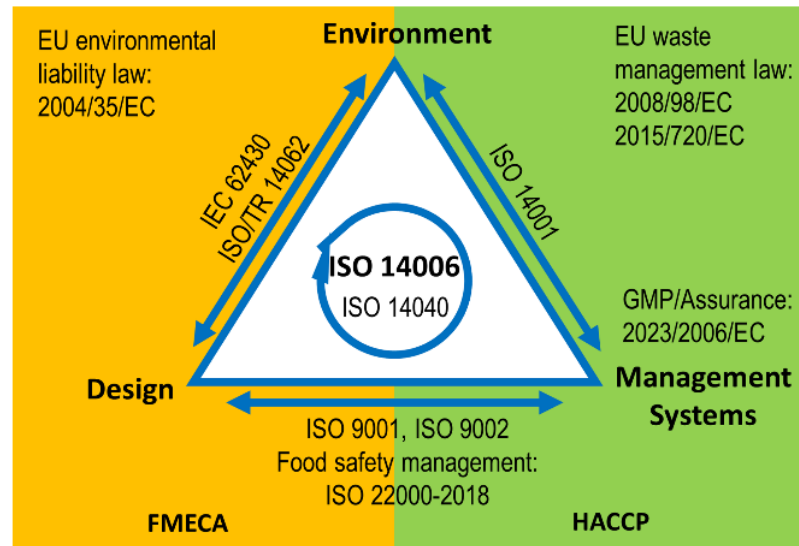 EU environmental
liability law:
2004/35/EC
Environment
EU waste
management law:
2008/98/EC
2015/720/EC
IEC 62430
ISO/TR 14062
ISO 14001
ISO 14006
ISO 14040
GMP/Assurance:
2023/2006/EC
Design
Management
Systems
ISO 9001, ISO 9002
Food safety management:
ISO 22000-2018
FMECA
HACCP